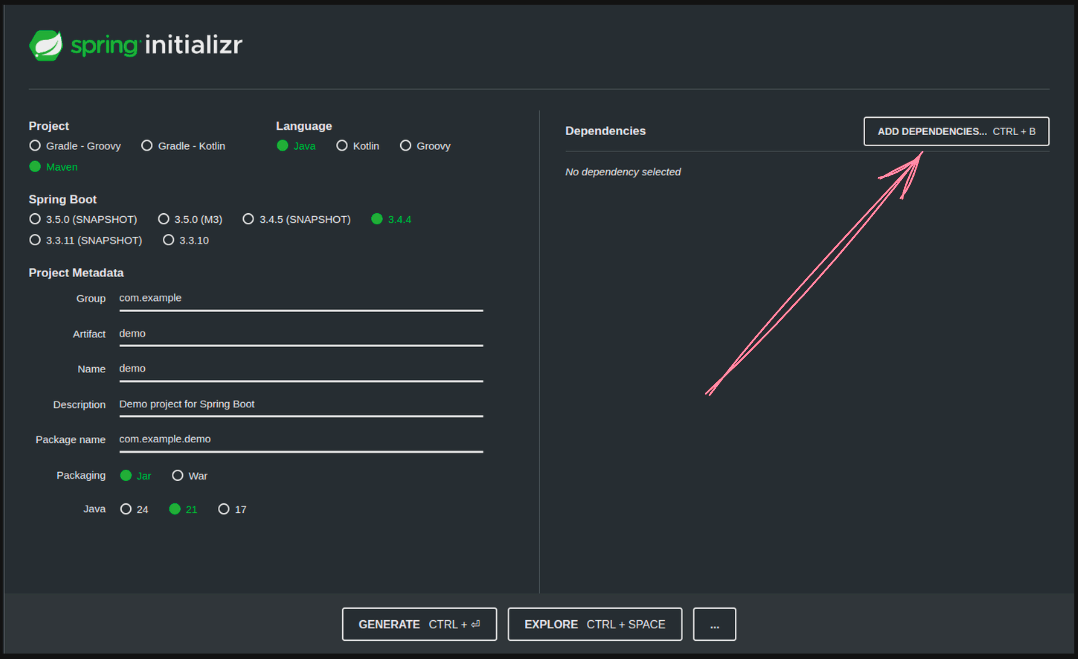 spring initializr
Project
Gradle - Groovy Gradle - Kotlin
Maven
Language
Java Kotlin Groovy
Spring Boot
3.5.0 (SNAPSHOT) 3.5.0 (M3) 3.4.5 (SNAPSHOT) 3.4.4
3.3.11 (SNAPSHOT) 3.3.10
Project Metadata
Group com.example
Artifact demo
Name demo
Description Demo project for Spring Boot
Package name com.example.demo
Packaging Jar War
Java 24 21 17
Dependencies ADD DEPENDENCIES... CTRL + B
No dependency selected
GENERATE CTRL + ⏎ EXPLORE CTRL + SPACE ...